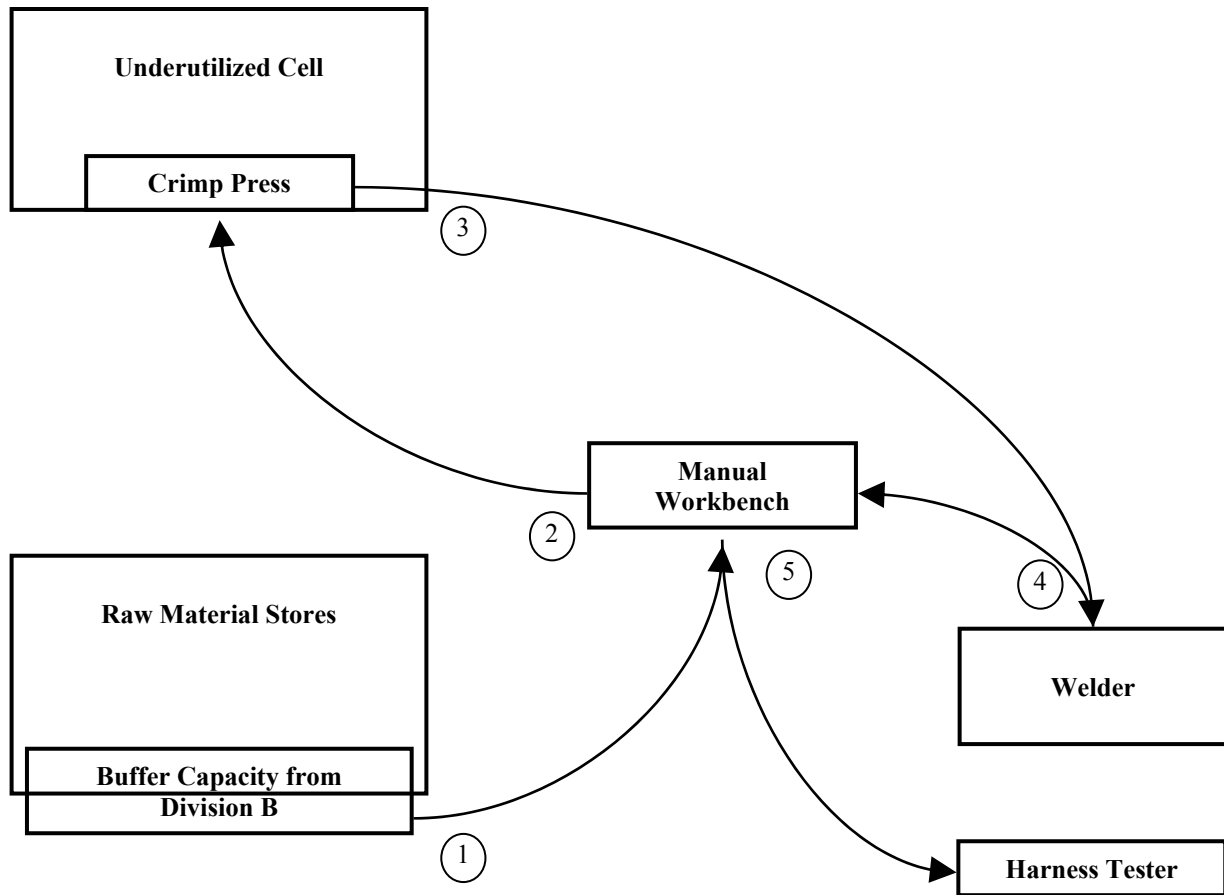 Underutilized Cell
Crimp Press
3
Manual
Workbench
2
5
4
Raw Material Stores
Welder
Buffer Capacity from
Division B
1
Harness Tester